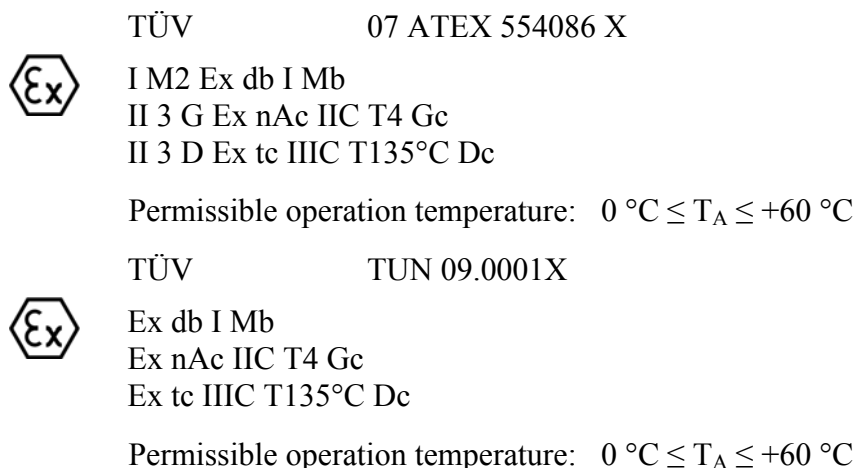 TÜV 07 ATEX 554086 X
I M2 Ex db I Mb
II 3 G Ex nAc IIC T4 Gc
II 3 D Ex tc IIIC T135°C Dc
Permissible operation temperature: 0 °C ≤ TA ≤ +60 °C
TÜV TUN 09.0001X
Ex db I Mb
Ex nAc IIC T4 Gc
Ex tc IIIC T135°C Dc
Permissible operation temperature: 0 °C ≤ TA ≤ +60 °C